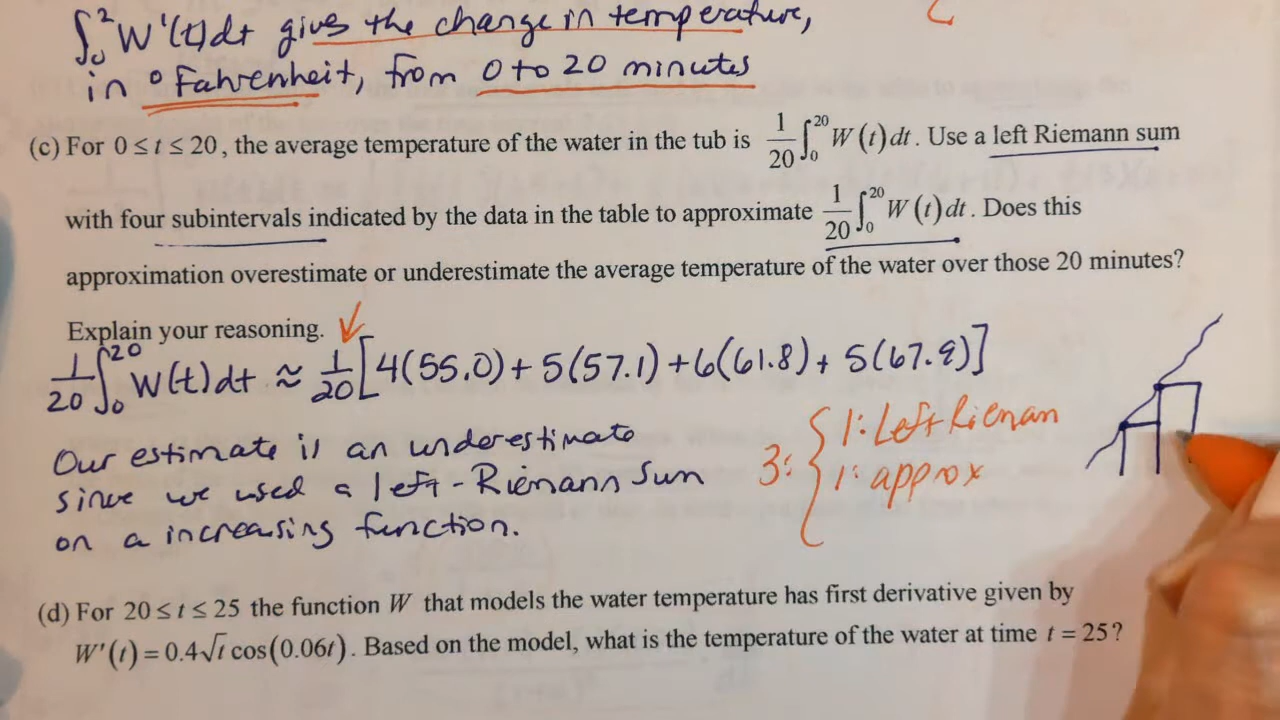 ∫₀² W'(t)dt gives the change in temperature,
in ° Fahrenheit, from 0 to 20 minutes
(c) For 0 ≤ t ≤ 20, the average temperature of the water in the tub is 1/20 ∫₀²⁰ W(t)dt. Use a left Riemann sum
with four subintervals indicated by the data in the table to approximate 1/20 ∫₀²⁰ W(t)dt. Does this
approximation overestimate or underestimate the average temperature of the water over those 20 minutes?
Explain your reasoning.
1/20 ∫₀²⁰ W(t)dt ≈ 1/20 [4(55.0) + 5(57.1) + 6(61.8) + 5(67.9)]
Our estimate is an underestimate
since we used a left-Riemann Sum
on a increasing function.
3: { 1: Left Rieman
1: approx
(d) For 20 ≤ t ≤ 25 the function W that models the water temperature has first derivative given by
W'(t) = 0.4√t cos(0.06t). Based on the model, what is the temperature of the water at time t = 25?